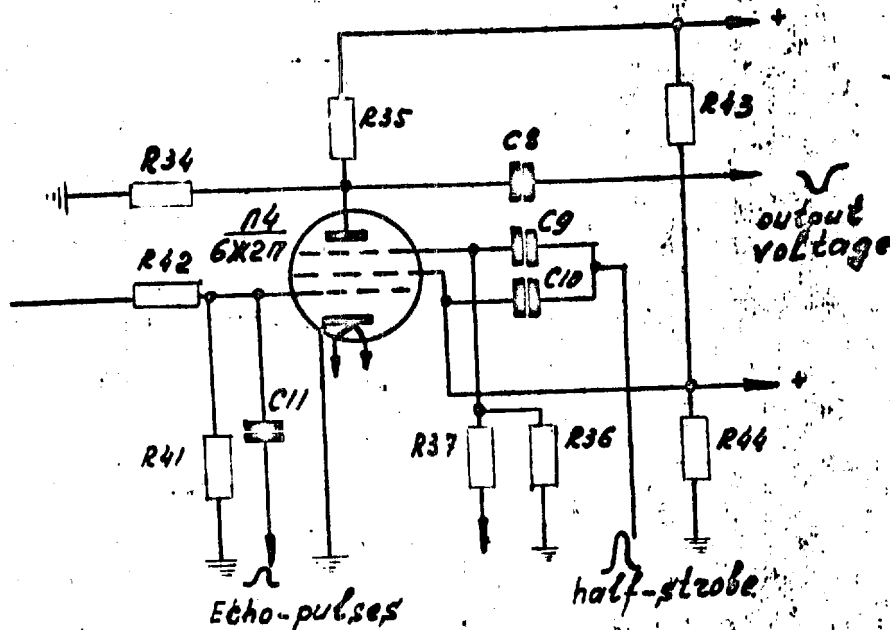 +
R43
R35
C8
R34
Л4
6Ж2П
C9
output
voltage
R42
C10
+
C11
R41
R37
R36
R44
Echo-pulses
half-strobe